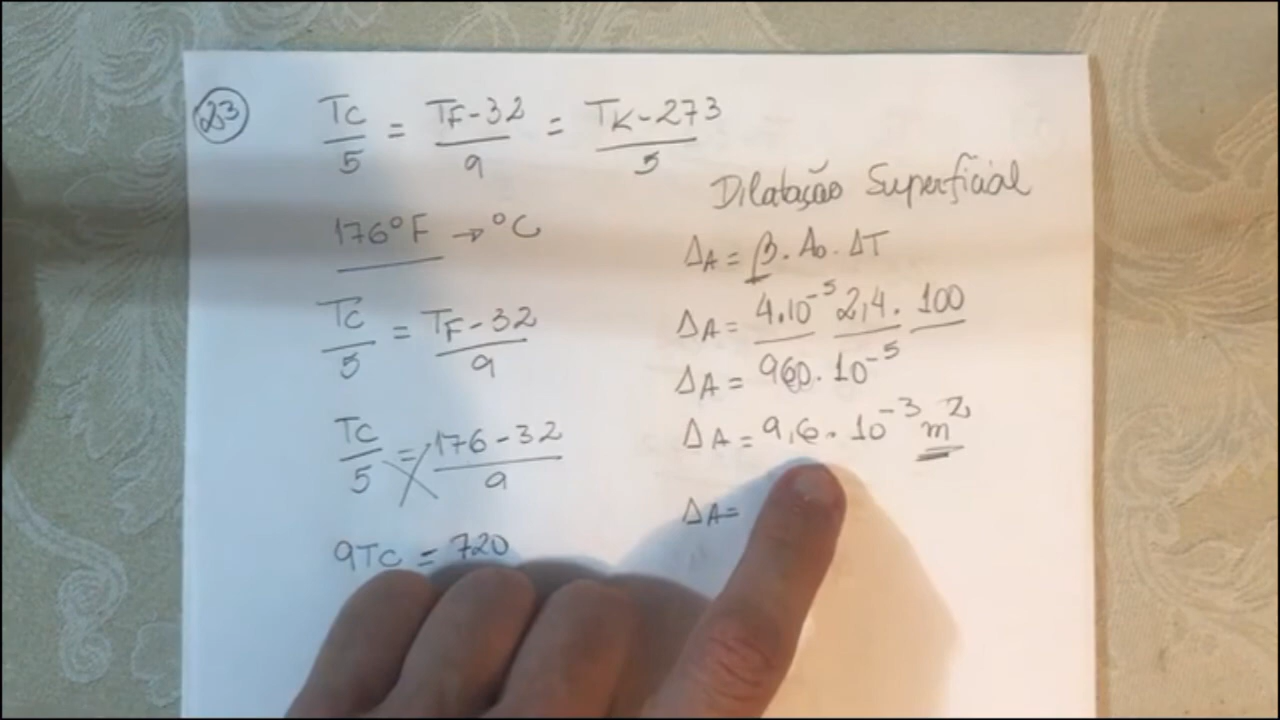 23
Tc/5 = TF-32/9 = TK-273/5
176°F → °C
Tc/5 = TF-32/9
Tc/5 = 176-32/9
9Tc = 720
Dilatação Superficial
ΔA = β. A0. ΔT
ΔA = 4.10^-5 2,4. 100
ΔA = 960. 10^-5
ΔA = 9,6. 10^-3 m^2
ΔA =